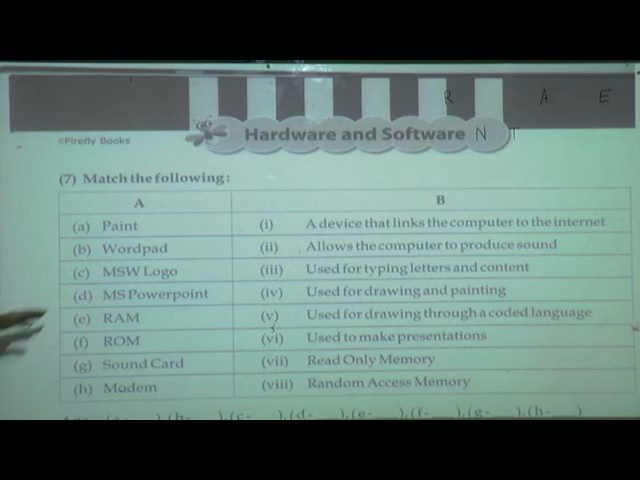 R A E
©Firefly Books
Hardware and Software N T
(7) Match the following:
A B
(a) Paint (i) A device that links the computer to the internet
(b) Wordpad (ii) Allows the computer to produce sound
(c) MSW Logo (iii) Used for typing letters and content
(d) MS Powerpoint (iv) Used for drawing and painting
(e) RAM (v) Used for drawing through a coded language
(f) ROM (vi) Used to make presentations
(g) Sound Card (vii) Read Only Memory
(h) Modem (viii) Random Access Memory
(a- ), (b- ), (c- ), (d- ), (e- ), (f- ), (g- ), (h- )